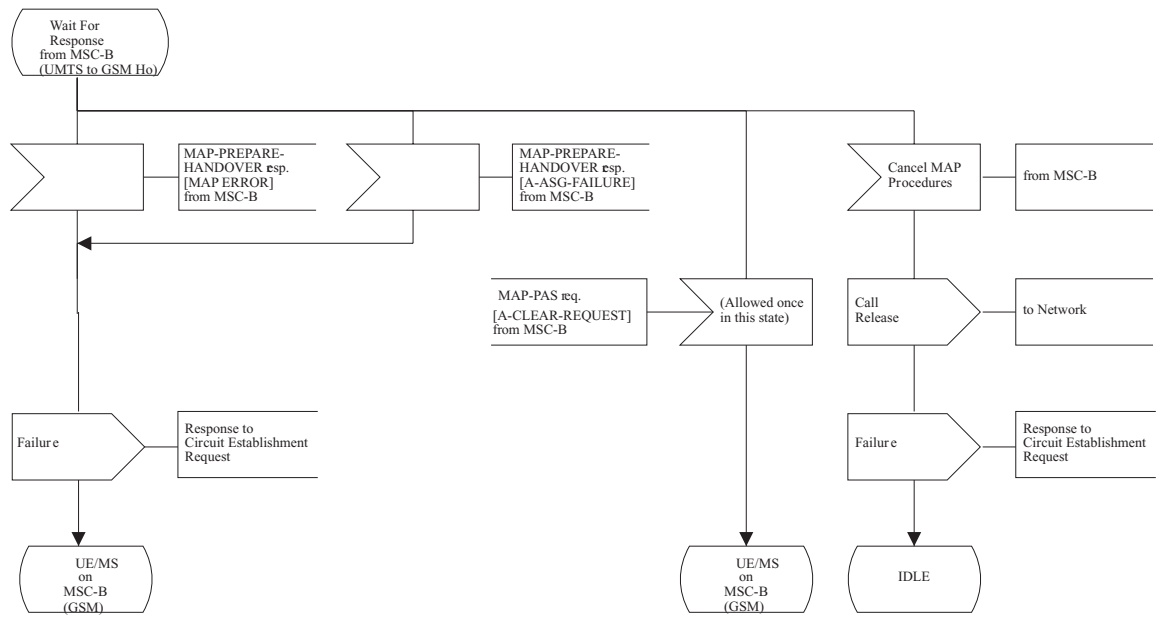 Wait For
Response
from MSC-B
(UMTS to GSM Ho)
MAP-PREPARE-
HANDOVER resp.
[MAP ERROR]
from MSC-B
MAP-PREPARE-
HANDOVER resp.
[A-ASG-FAILURE]
from MSC-B
Cancel MAP
Procedures
from MSC-B
MAP-PAS req.
[A-CLEAR-REQUEST]
from MSC-B
(Allowed once
in this state)
Call
Release
to Network
Failure
Response to
Circuit Establishment
Request
Failure
Response to
Circuit Establishment
Request
UE/MS
on
MSC-B
(GSM)
UE/MS
on
MSC-B
(GSM)
IDLE